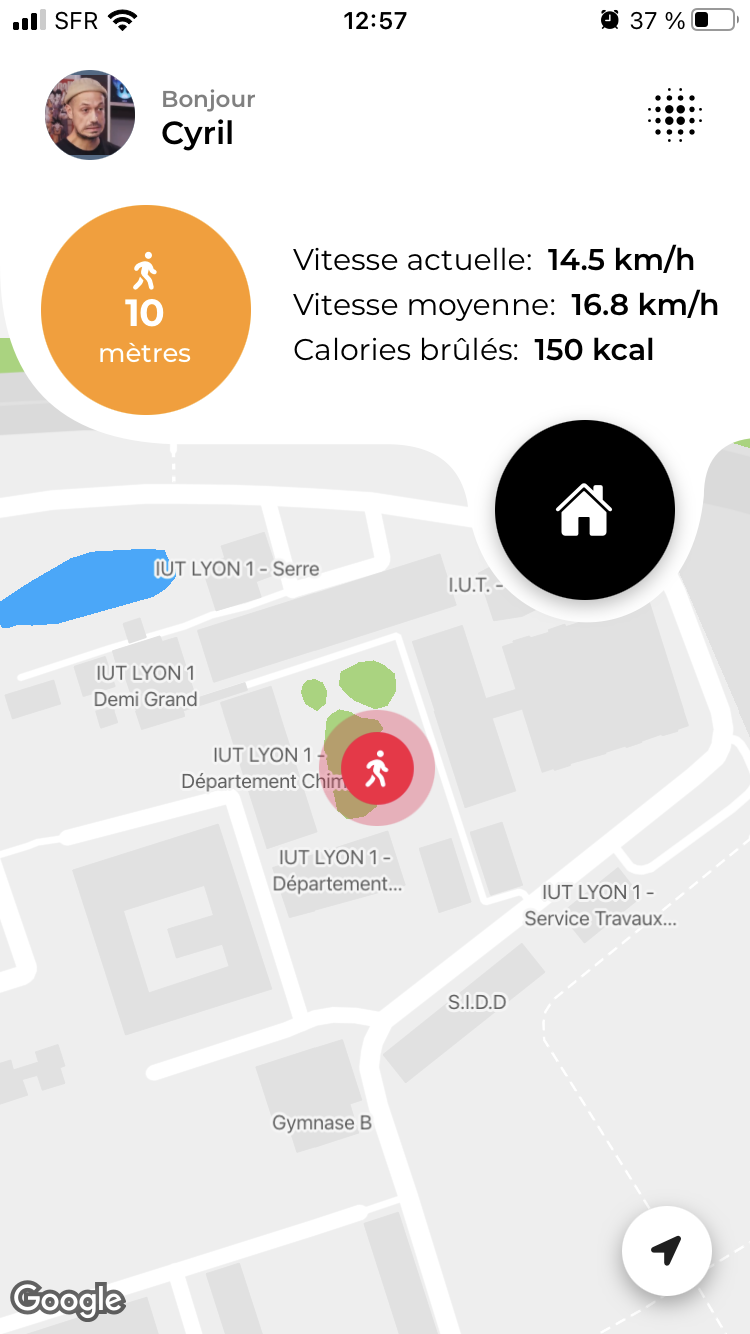 SFR 12:57 37 %
Bonjour
Cyril
10
mètres
Vitesse actuelle: 14.5 km/h
Vitesse moyenne: 16.8 km/h
Calories brûlés: 150 kcal
IUT LYON 1 - Serre
I.U.T. -
IUT LYON 1
Demi Grand
IUT LYON 1 -
Département Chim
IUT LYON 1 -
Département...
IUT LYON 1 -
Service Travaux...
S.I.D.D
Gymnase B
Google